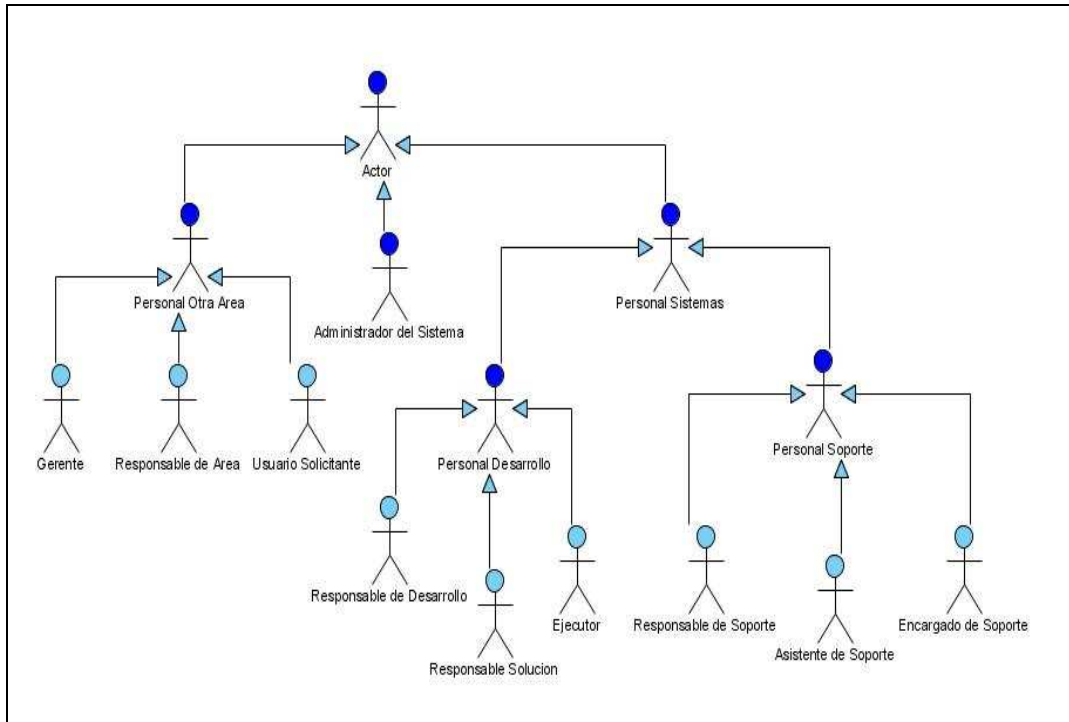 Actor
Personal Otra Area
Personal Sistemas
Administrador del Sistema
Gerente
Responsable de Area
Usuario Solicitante
Personal Desarrollo
Personal Soporte
Responsable de Desarrollo
Ejecutor
Responsable de Soporte
Encargado de Soporte
Responsable Solucion
Asistente de Soporte